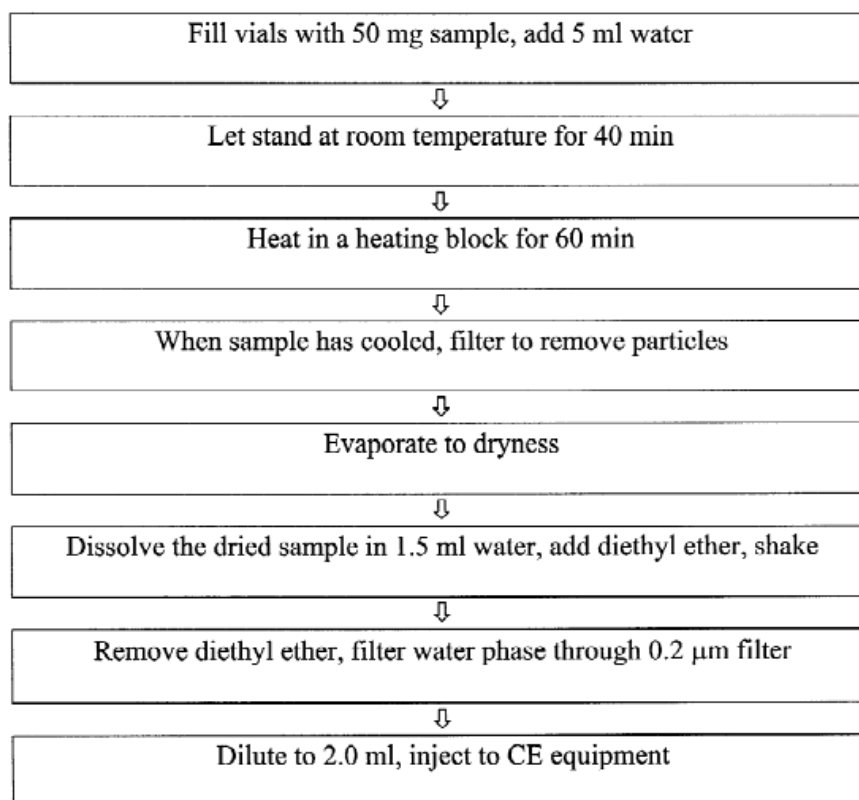 Fill vials with 50 mg sample, add 5 ml water
⇩
Let stand at room temperature for 40 min
⇩
Heat in a heating block for 60 min
⇩
When sample has cooled, filter to remove particles
⇩
Evaporate to dryness
⇩
Dissolve the dried sample in 1.5 ml water, add diethyl ether, shake
⇩
Remove diethyl ether, filter water phase through 0.2 μm filter
⇩
Dilute to 2.0 ml, inject to CE equipment